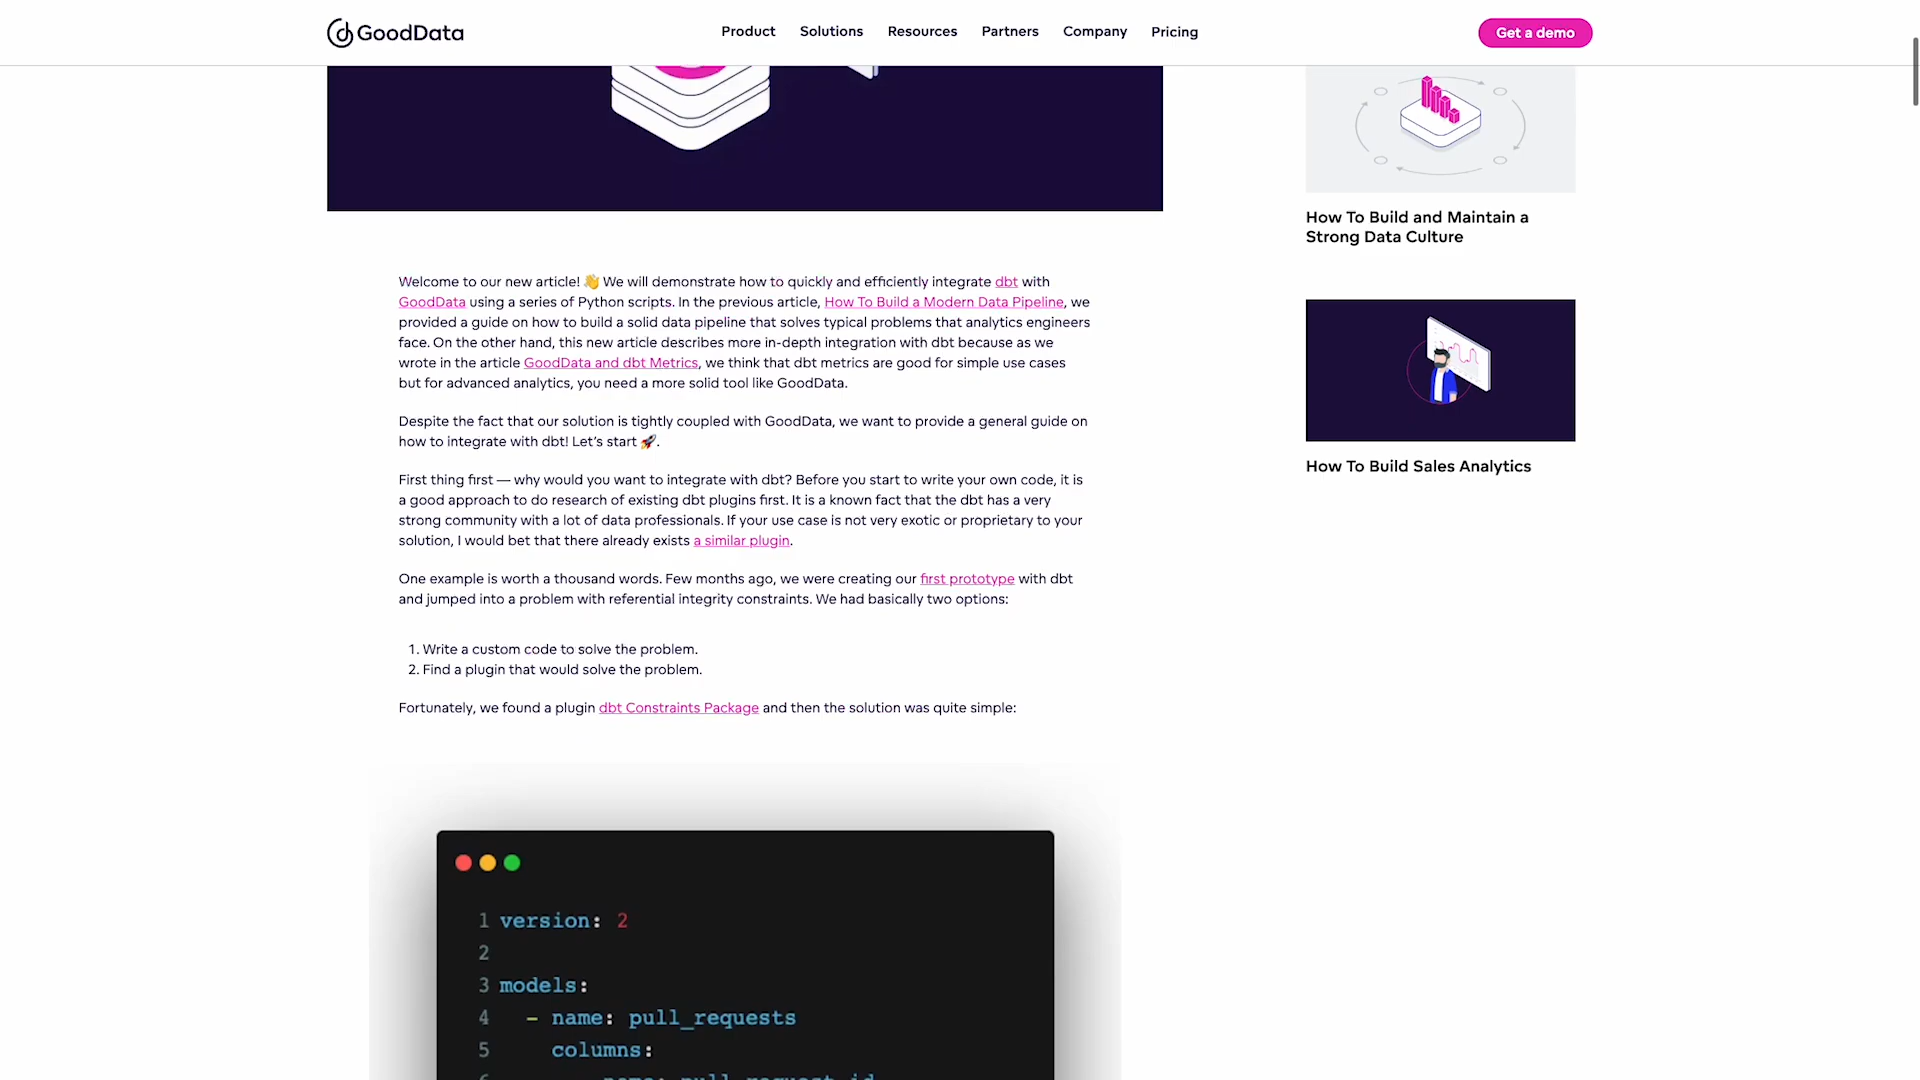 GoodData
Product Solutions Resources Partners Company Pricing
Get a demo
Welcome to our new article! 👋 We will demonstrate how to quickly and efficiently integrate dbt with
GoodData using a series of Python scripts. In the previous article, How To Build a Modern Data Pipeline, we
provided a guide on how to build a solid data pipeline that solves typical problems that analytics engineers
face. On the other hand, this new article describes more in-depth integration with dbt because as we
wrote in the article GoodData and dbt Metrics, we think that dbt metrics are good for simple use cases
but for advanced analytics, you need a more solid tool like GoodData.
Despite the fact that our solution is tightly coupled with GoodData, we want to provide a general guide on
how to integrate with dbt! Let’s start 🚀.
First thing first — why would you want to integrate with dbt? Before you start to write your own code, it is
a good approach to do research of existing dbt plugins first. It is a known fact that the dbt has a very
strong community with a lot of data professionals. If your use case is not very exotic or proprietary to your
solution, I would bet that there already exists a similar plugin.
One example is worth a thousand words. Few months ago, we were creating our first prototype with dbt
and jumped into a problem with referential integrity constraints. We had basically two options:
1. Write a custom code to solve the problem.
2. Find a plugin that would solve the problem.
Fortunately, we found a plugin dbt Constraints Package and then the solution was quite simple:
1 version: 2
2
3 models:
4 - name: pull_requests
5 columns:
How To Build and Maintain a
Strong Data Culture
How To Build Sales Analytics